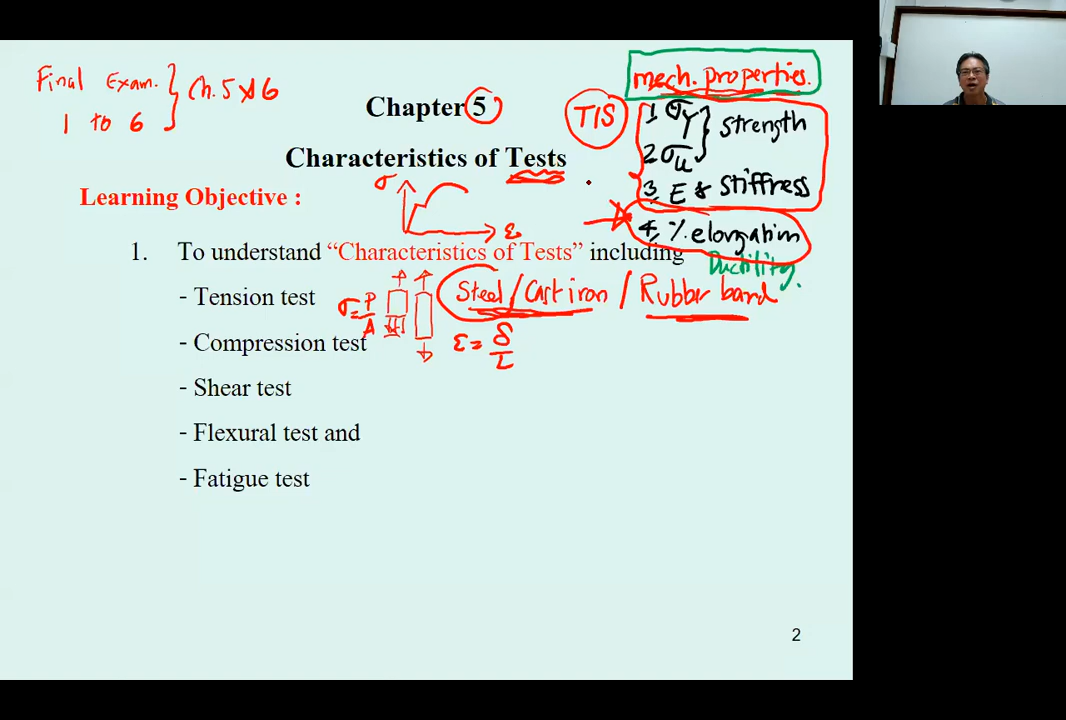 Final Exam.
1 to 6
Ch. 5 & 6
Chapter 5
Characteristics of Tests
Learning Objective :
mech. properties.
TIS
1 σy
2 σu
strength
3. E & stiffness
4. % elongation
Ductility.
σ
ε
1. To understand “Characteristics of Tests” including
- Tension test
- Compression test
- Shear test
- Flexural test and
- Fatigue test
σ = P/A
Steel / Cast iron / Rubber band
ε = δ/L
2